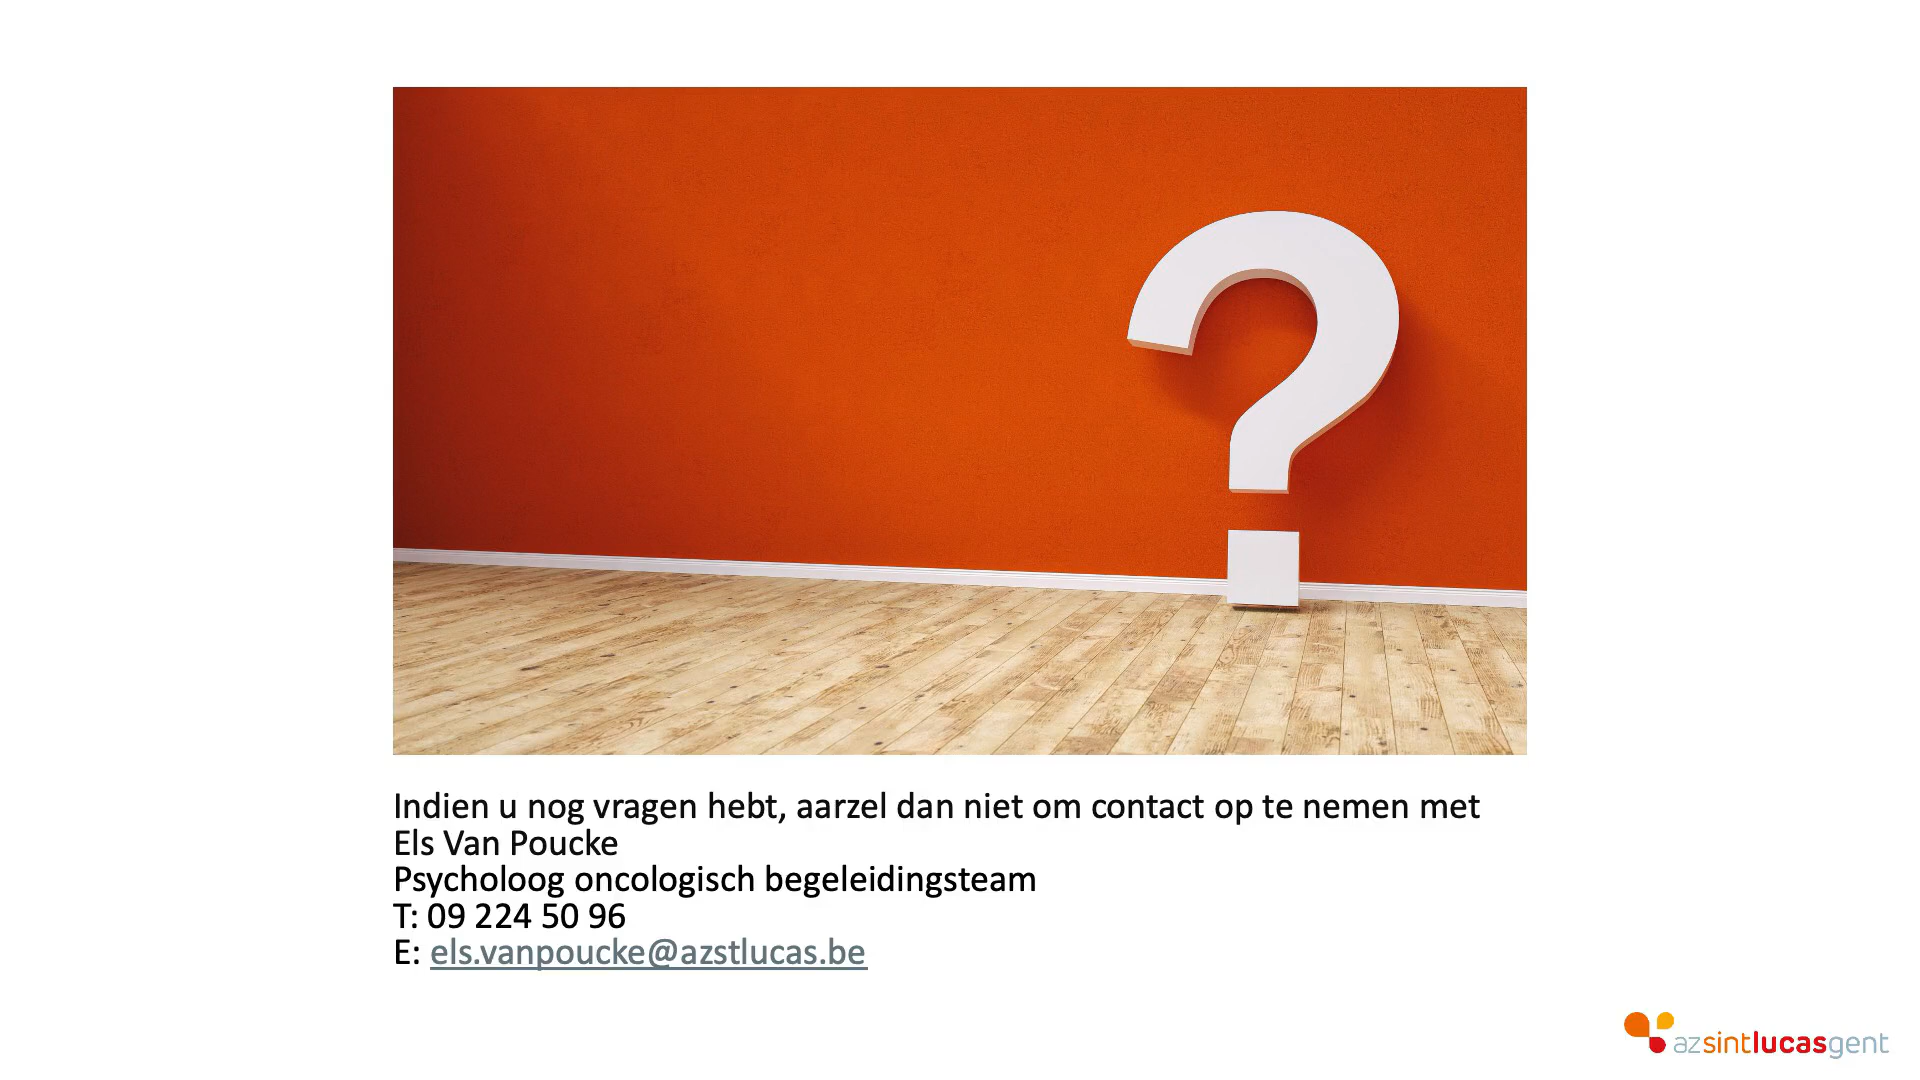 ?
Indien u nog vragen hebt, aarzel dan niet om contact op te nemen met
Els Van Poucke
Psycholoog oncologisch begeleidingsteam
T: 09 224 50 96
E: els.vanpoucke@azstlucas.be
azsintlucasgent